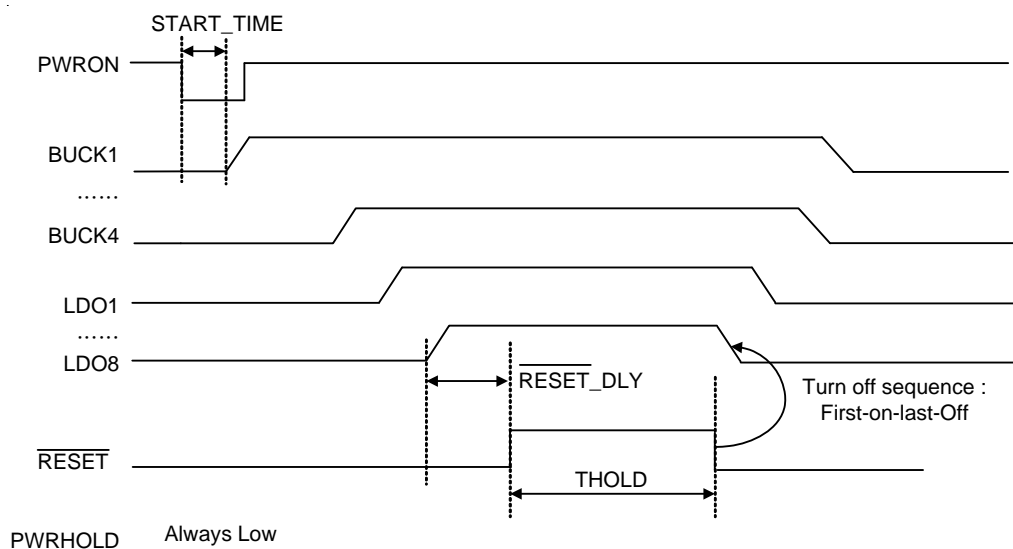 START_TIME
PWRON
BUCK1
......
BUCK4
LDO1
......
LDO8
RESET_DLY
Turn off sequence :
First-on-last-Off
RESET
THOLD
PWRHOLD
Always Low